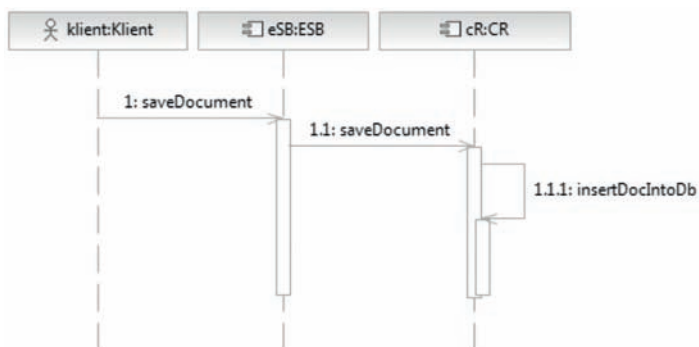 klient:Klient
eSB:ESB
cR:CR
1: saveDocument
1.1: saveDocument
1.1.1: insertDocIntoDb